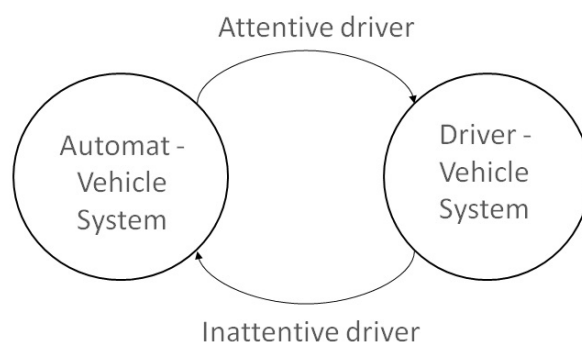 Attentive driver
Automat -
Vehicle
System
Driver -
Vehicle
System
Inattentive driver